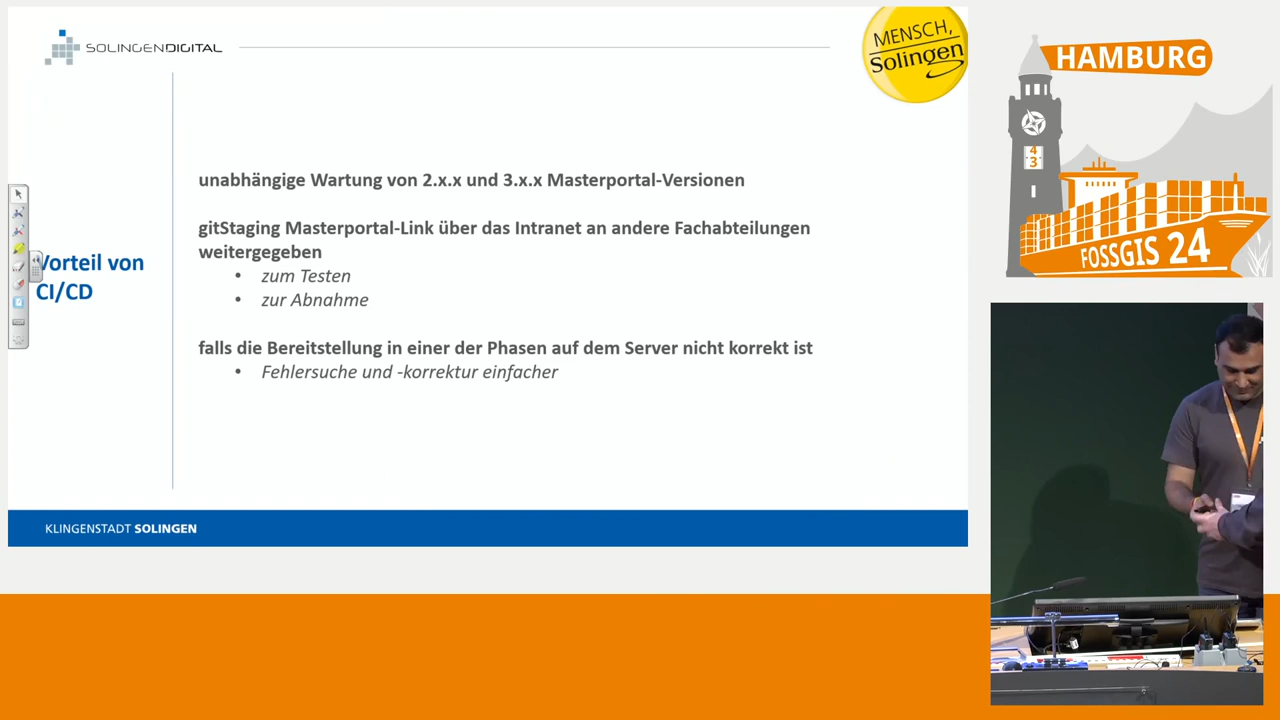 SOLINGENDIGITAL
MENSCH,
Solingen
Vorteil von
CI/CD
unabhängige Wartung von 2.x.x und 3.x.x Masterportal-Versionen
gitStaging Masterportal-Link über das Intranet an andere Fachabteilungen
weitergegeben
• zum Testen
• zur Abnahme
falls die Bereitstellung in einer der Phasen auf dem Server nicht korrekt ist
• Fehlersuche und -korrektur einfacher
KLINGENSTADT SOLINGEN
HAMBURG
4
3
FOSSGIS 24